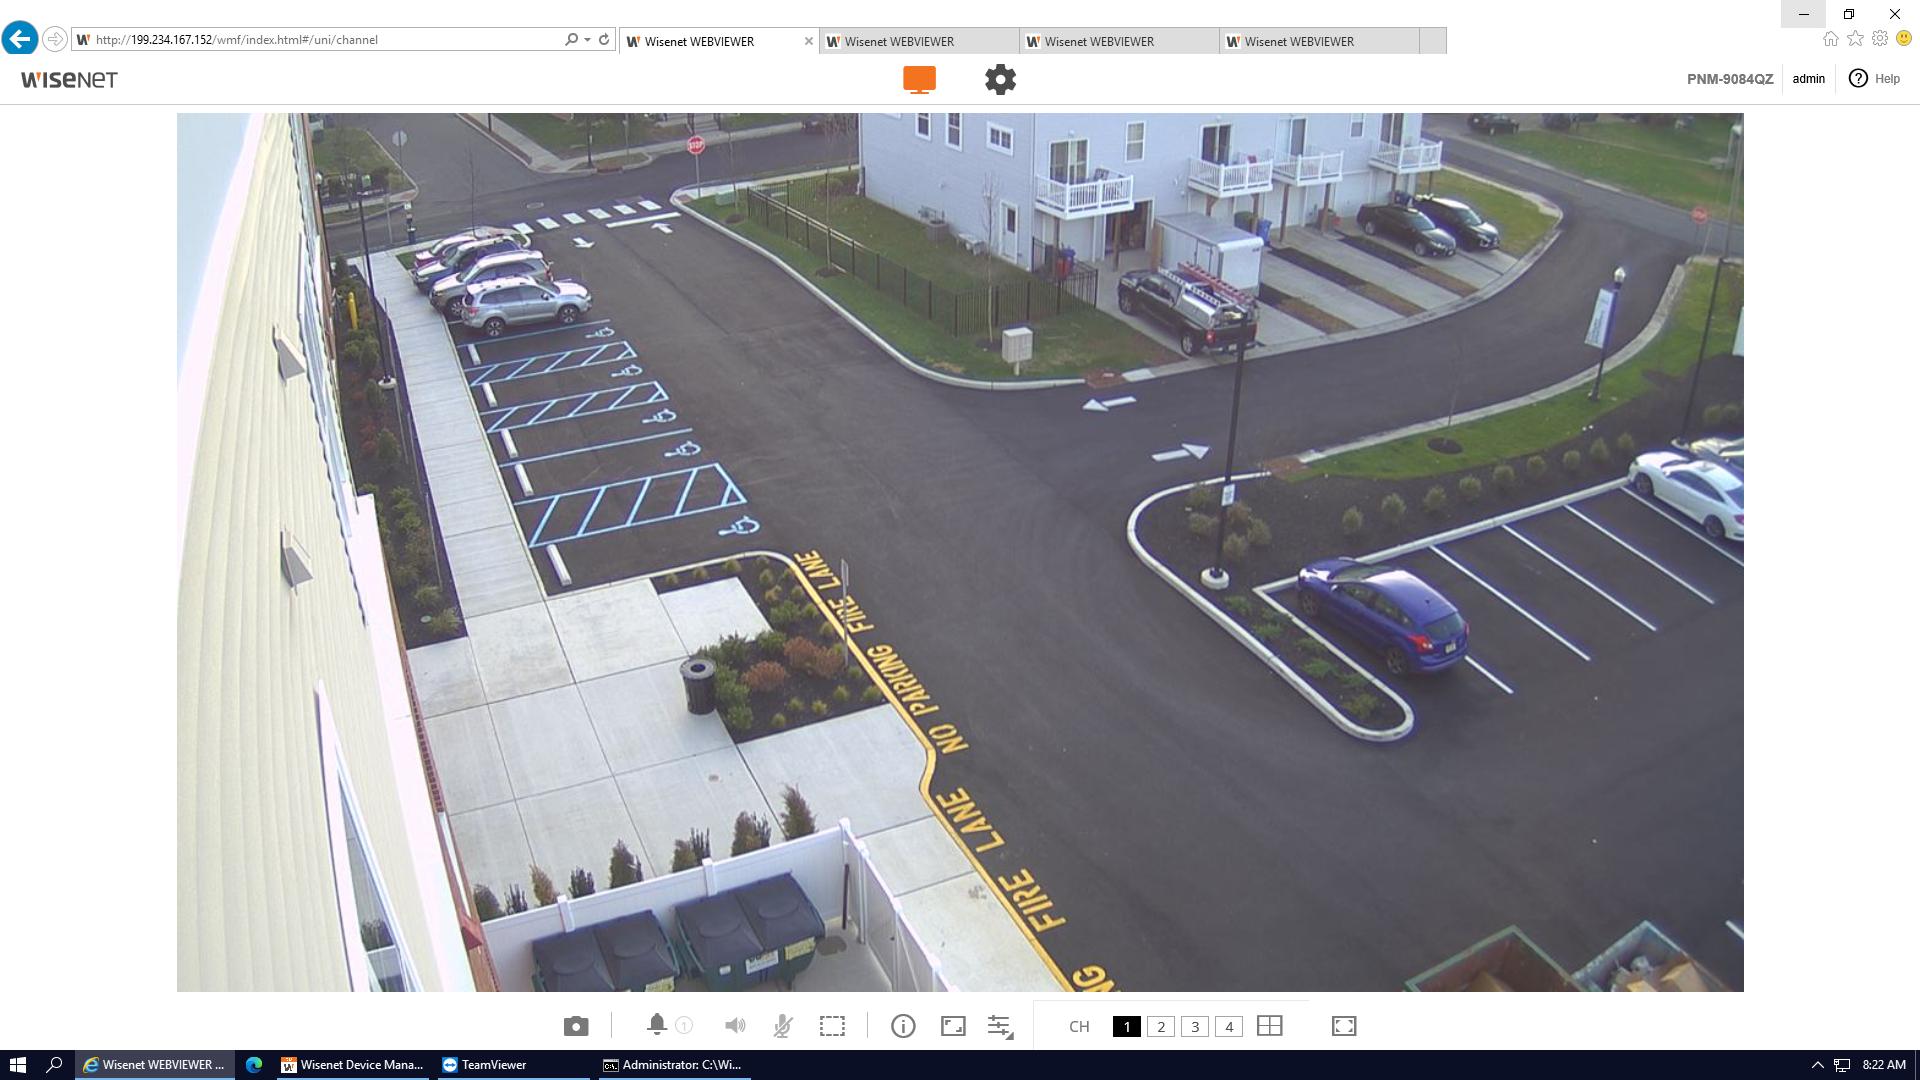 http://199.234.167.152/wmf/index.html#/uni/channel
Wisenet WEBVIEWER
Wisenet WEBVIEWER
Wisenet WEBVIEWER
Wisenet WEBVIEWER
WISENET
PNM-9084QZ
admin
Help
STOP
FIRE LANE
NO PARKING
FIRE LANE
NG
CH
1
2
3
4
1
Wisenet WEBVIEWER ...
Wisenet Device Mana...
TeamViewer
Administrator: C:\Wi...
8:22 AM